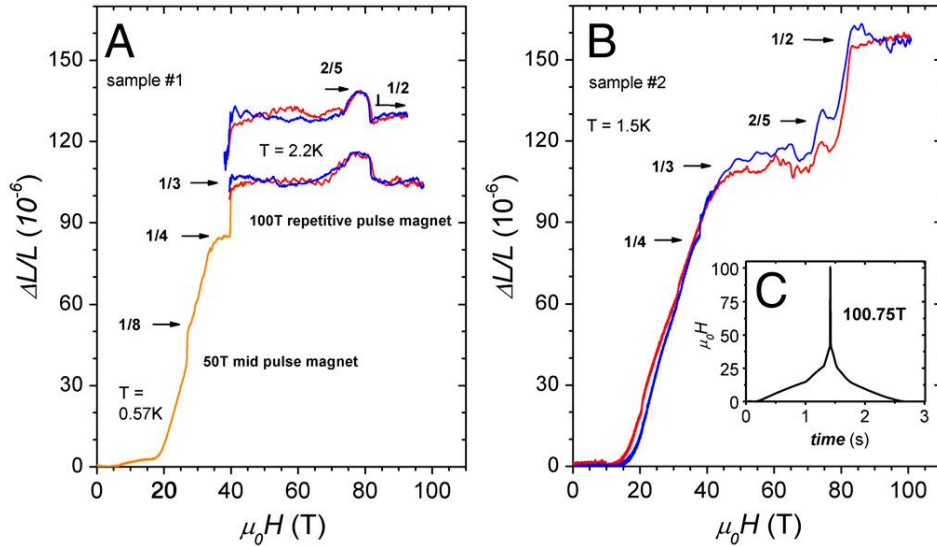 A
sample #1
2/5
1/2
T = 2.2K
1/3
100T repetitive pulse magnet
1/4
1/8
50T mid pulse magnet
T =
0.57K
150
120
90
60
30
0
ΔL/L (10⁻⁶)
0 20 40 60 80 100
μ₀H (T)
B
sample #2
1/2
T = 1.5K
2/5
1/3
1/4
150
120
90
60
30
0
ΔL/L (10⁻⁶)
0 20 40 60 80 100
μ₀H (T)
C
100.75T
100
75
50
25
0
μ₀H
0 1 2 3
time (s)